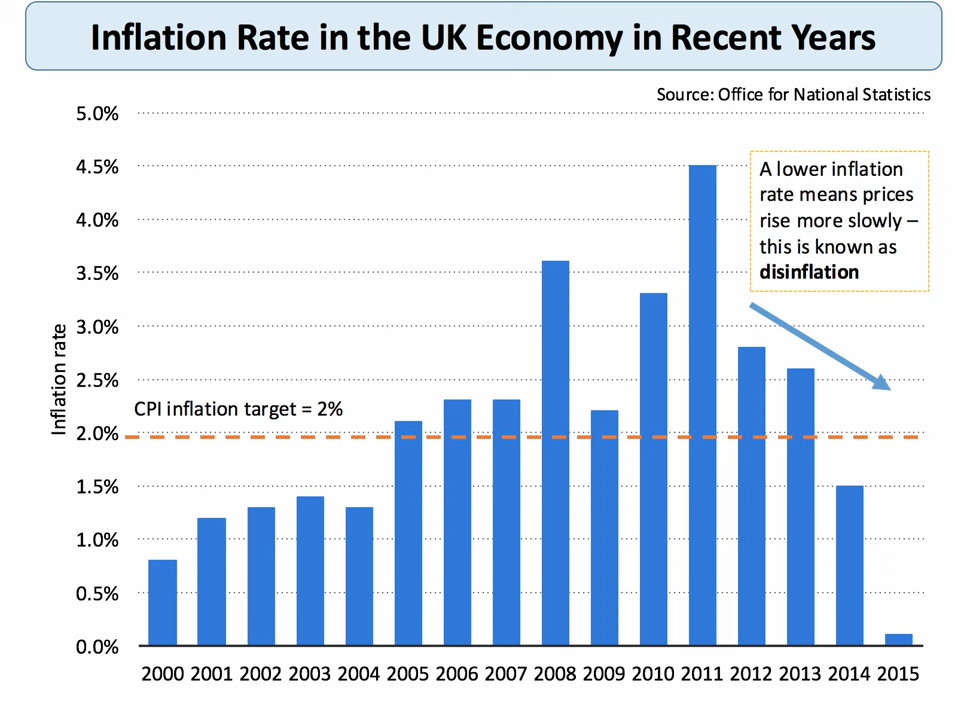 Inflation Rate in the UK Economy in Recent Years
Source: Office for National Statistics
5.0%
4.5%
4.0%
3.5%
3.0%
2.5%
2.0%
1.5%
1.0%
0.5%
0.0%
Inflation rate
CPI inflation target = 2%
A lower inflation
rate means prices
rise more slowly –
this is known as
disinflation
2000 2001 2002 2003 2004 2005 2006 2007 2008 2009 2010 2011 2012 2013 2014 2015